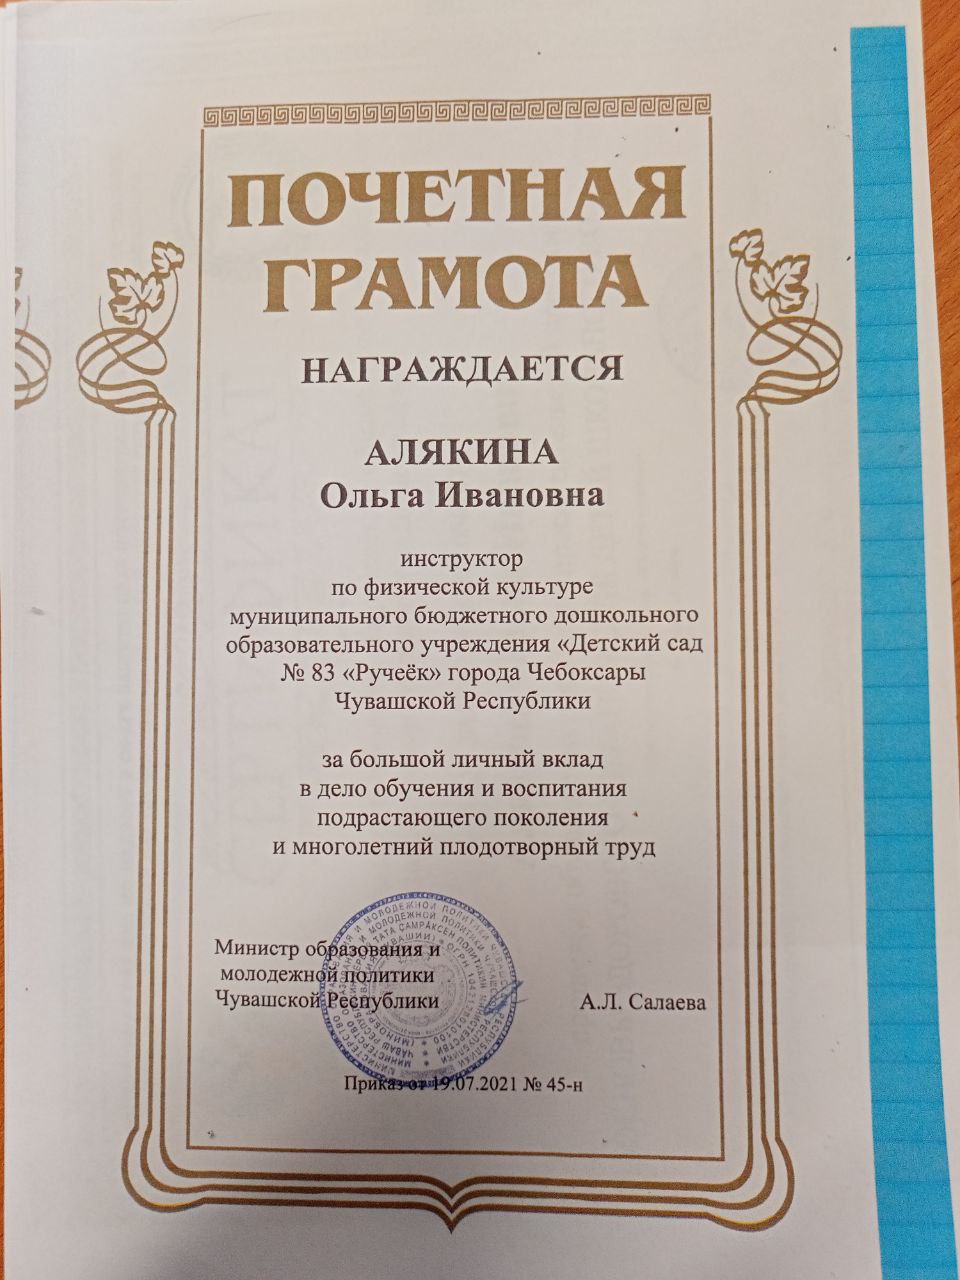 ПОЧЕТНАЯ
ГРАМОТА
НАГРАЖДАЕТСЯ
АЛЯКИНА
Ольга Ивановна
инструктор
по физической культуре
муниципального бюджетного дошкольного
образовательного учреждения «Детский сад
№ 83 «Ручеёк» города Чебоксары
Чувашской Республики
за большой личный вклад
в дело обучения и воспитания
подрастающего поколения
и многолетний плодотворный труд
Министр образования и
молодежной политики
Чувашской Республики
А.Л. Салаева
Приказ от 19.07.2021 № 45-н